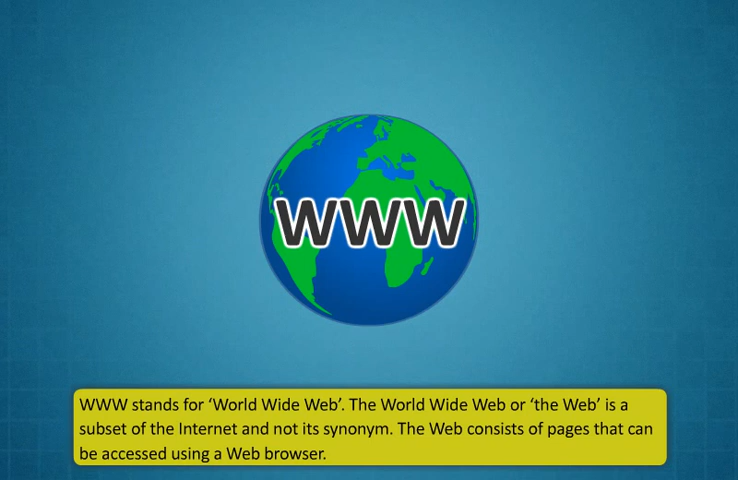 WWW
WWW stands for ‘World Wide Web’. The World Wide Web or ‘the Web’ is a
subset of the Internet and not its synonym. The Web consists of pages that can
be accessed using a Web browser.